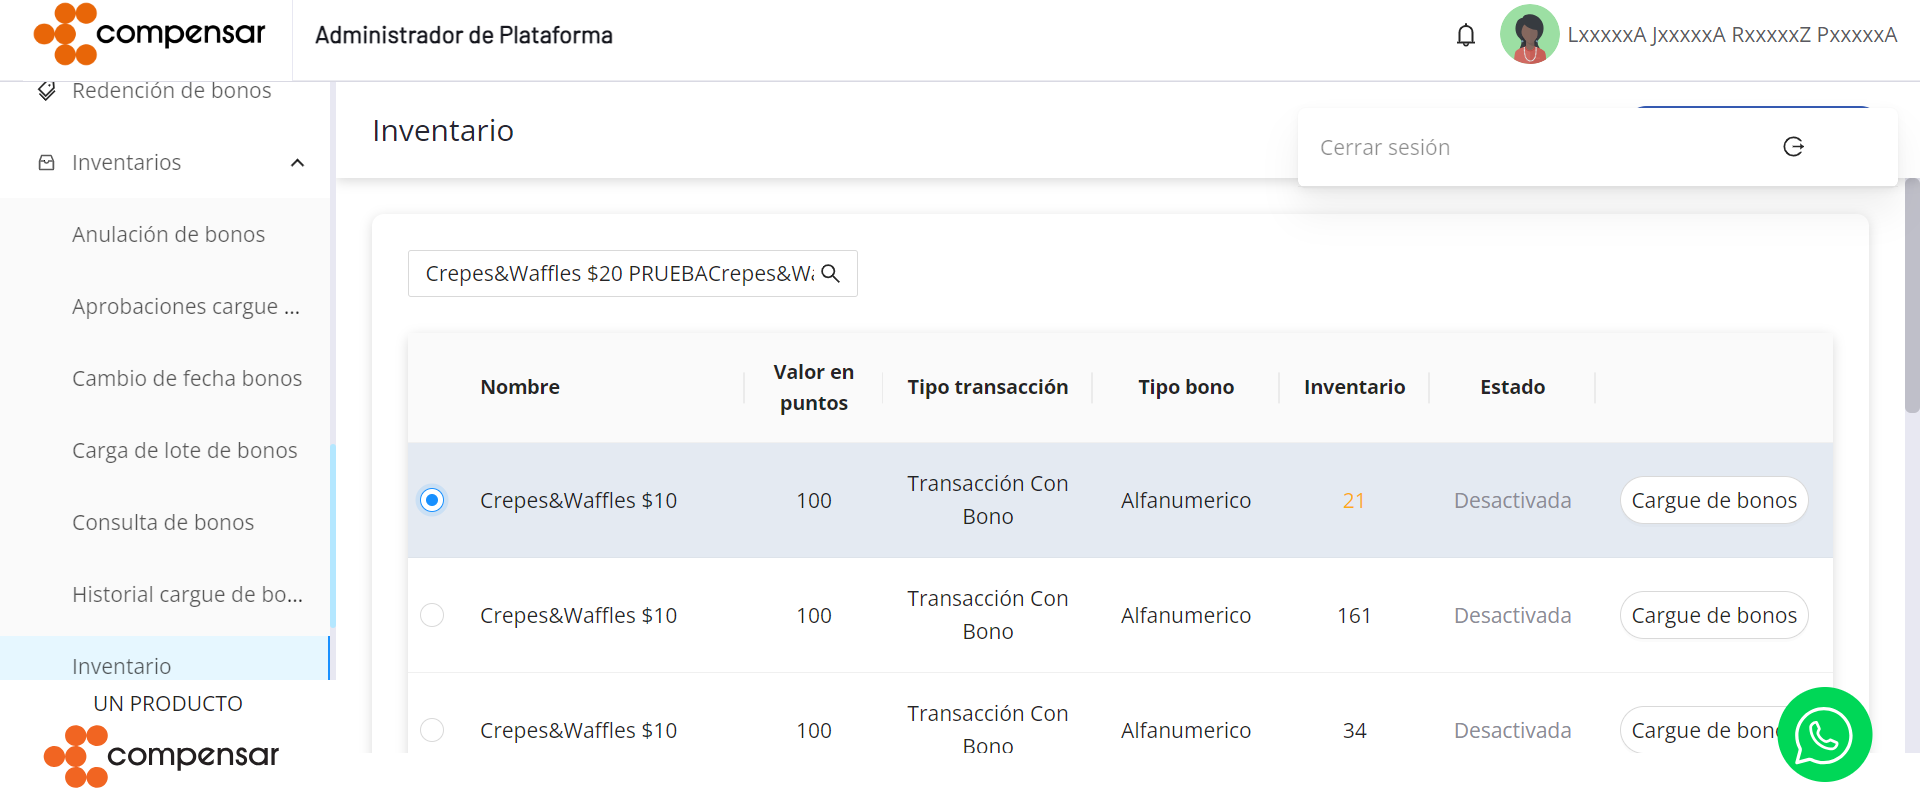 compensar
Administrador de Plataforma
LxxxxxA JxxxxxA RxxxxxZ PxxxxxA
Redención de bonos
Inventarios
Anulación de bonos
Aprobaciones cargue ...
Cambio de fecha bonos
Carga de lote de bonos
Consulta de bonos
Historial cargue de bo...
Inventario
UN PRODUCTO
compensar
Inventario
Cerrar sesión
Crepes&Waffles $20 PRUEBACrepes&Wa
Nombre
Valor en
puntos
Tipo transacción
Tipo bono
Inventario
Estado
Crepes&Waffles $10
100
Transacción Con
Bono
Alfanumerico
21
Desactivada
Cargue de bonos
Crepes&Waffles $10
100
Transacción Con
Bono
Alfanumerico
161
Desactivada
Cargue de bonos
Crepes&Waffles $10
100
Transacción Con
Bono
Alfanumerico
34
Desactivada
Cargue de bon